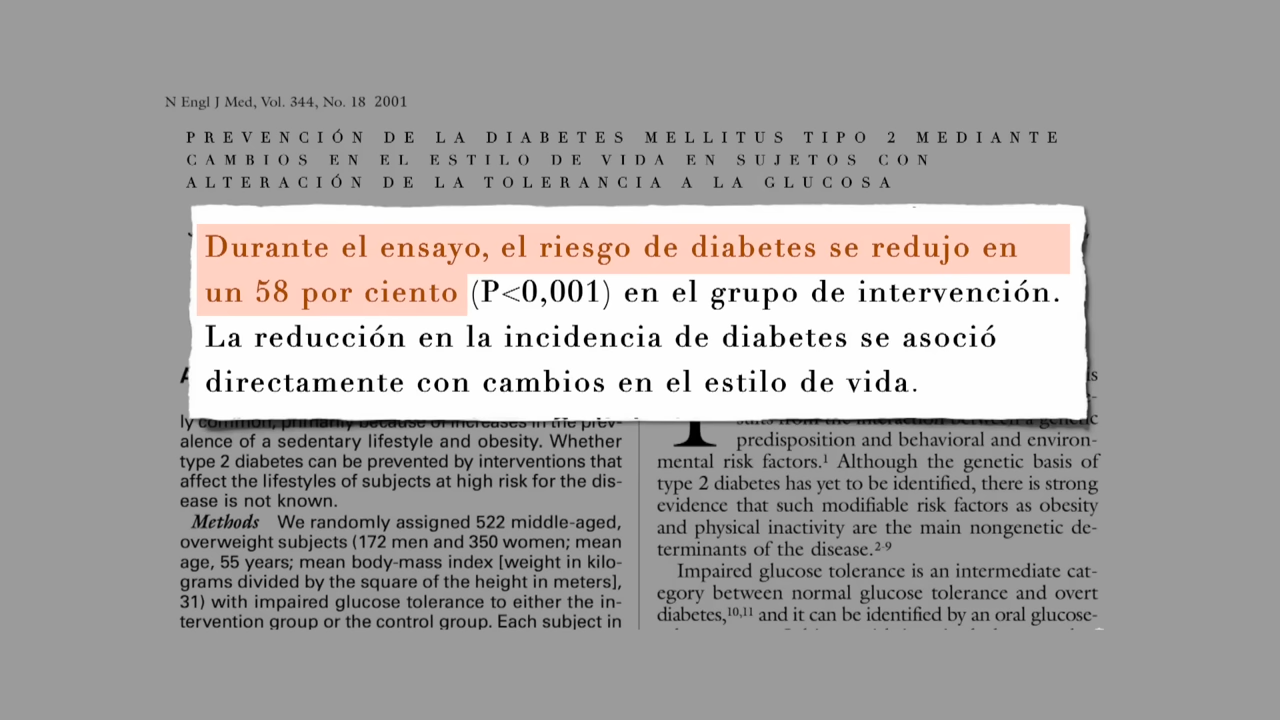 N Engl J Med, Vol. 344, No. 18 2001
PREVENCIÓN DE LA DIABETES MELLITUS TIPO 2 MEDIANTE
CAMBIOS EN EL ESTILO DE VIDA EN SUJETOS CON
ALTERACIÓN DE LA TOLERANCIA A LA GLUCOSA
Durante el ensayo, el riesgo de diabetes se redujo en
un 58 por ciento (P<0,001) en el grupo de intervención.
La reducción en la incidencia de diabetes se asoció
directamente con cambios en el estilo de vida.
ly common, primarily because of increases in the prev-
alence of a sedentary lifestyle and obesity. Whether
type 2 diabetes can be prevented by interventions that
affect the lifestyles of subjects at high risk for the dis-
ease is not known.
Methods We randomly assigned 522 middle-aged,
overweight subjects (172 men and 350 women; mean
age, 55 years; mean body-mass index [weight in kilo-
grams divided by the square of the height in meters],
31) with impaired glucose tolerance to either the in-
tervention group or the control group. Each subject in
predisposition and behavioral and environ-
mental risk factors.1 Although the genetic basis of
type 2 diabetes has yet to be identified, there is strong
evidence that such modifiable risk factors as obesity
and physical inactivity are the main nongenetic de-
terminants of the disease.2-9
Impaired glucose tolerance is an intermediate cat-
egory between normal glucose tolerance and overt
diabetes,10,11 and it can be identified by an oral glucose-